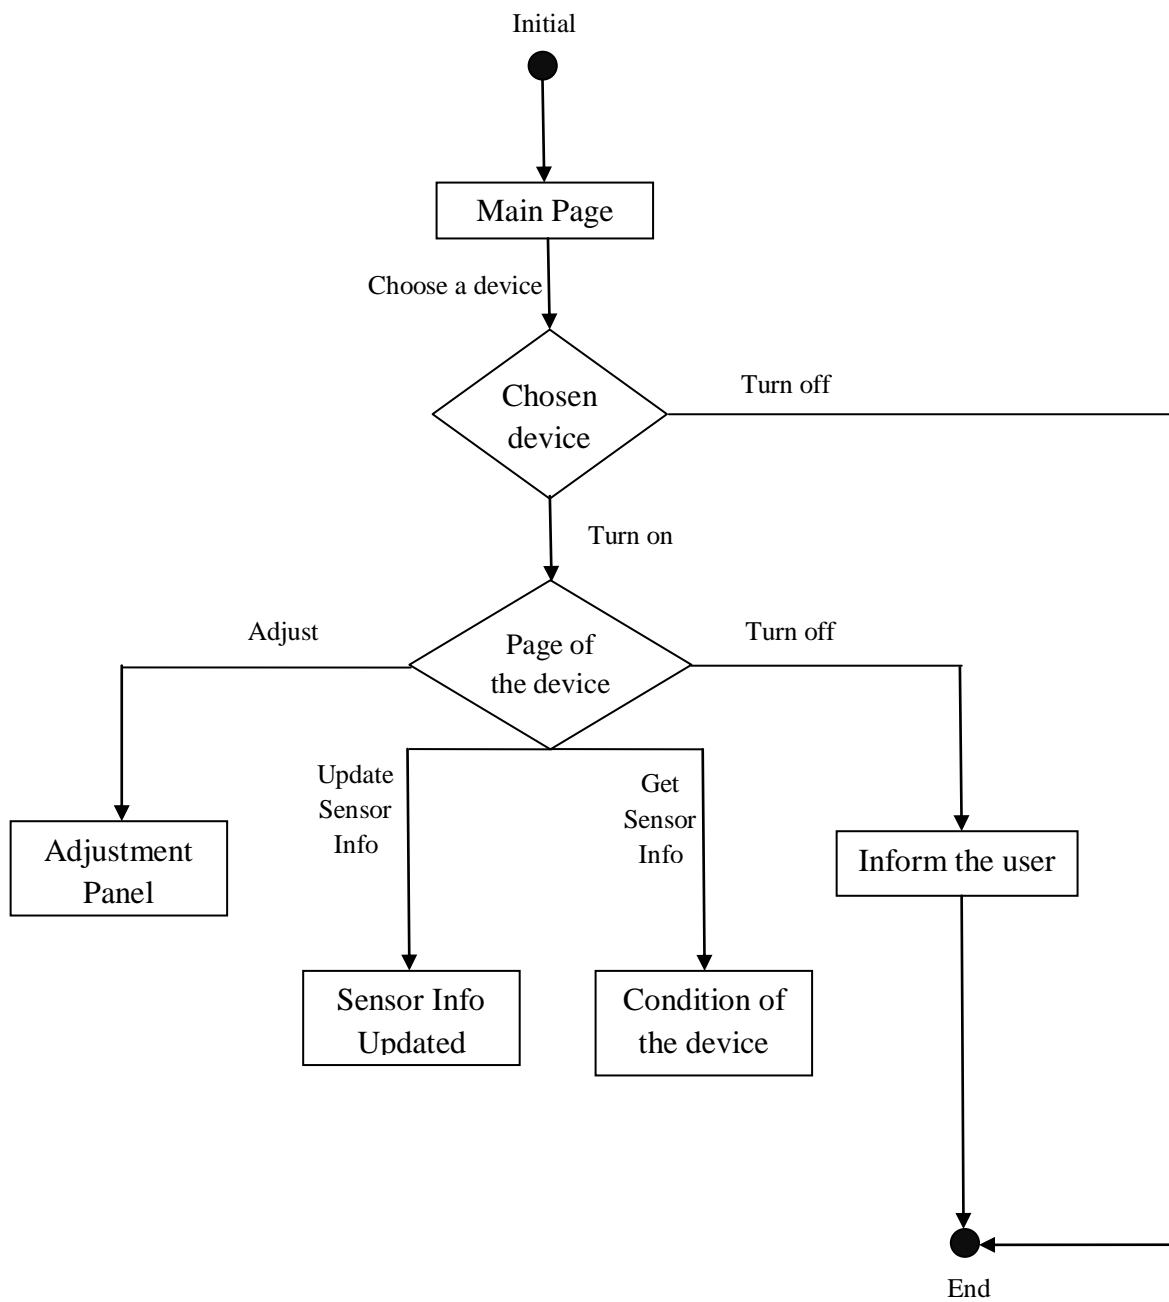 Initial
Main Page
Choose a device
Chosen
device
Turn off
Turn on
Adjust
Page of
the device
Turn off
Update
Sensor
Info
Get
Sensor
Info
Adjustment
Panel
Inform the user
Sensor Info
Updated
Condition of
the device
End